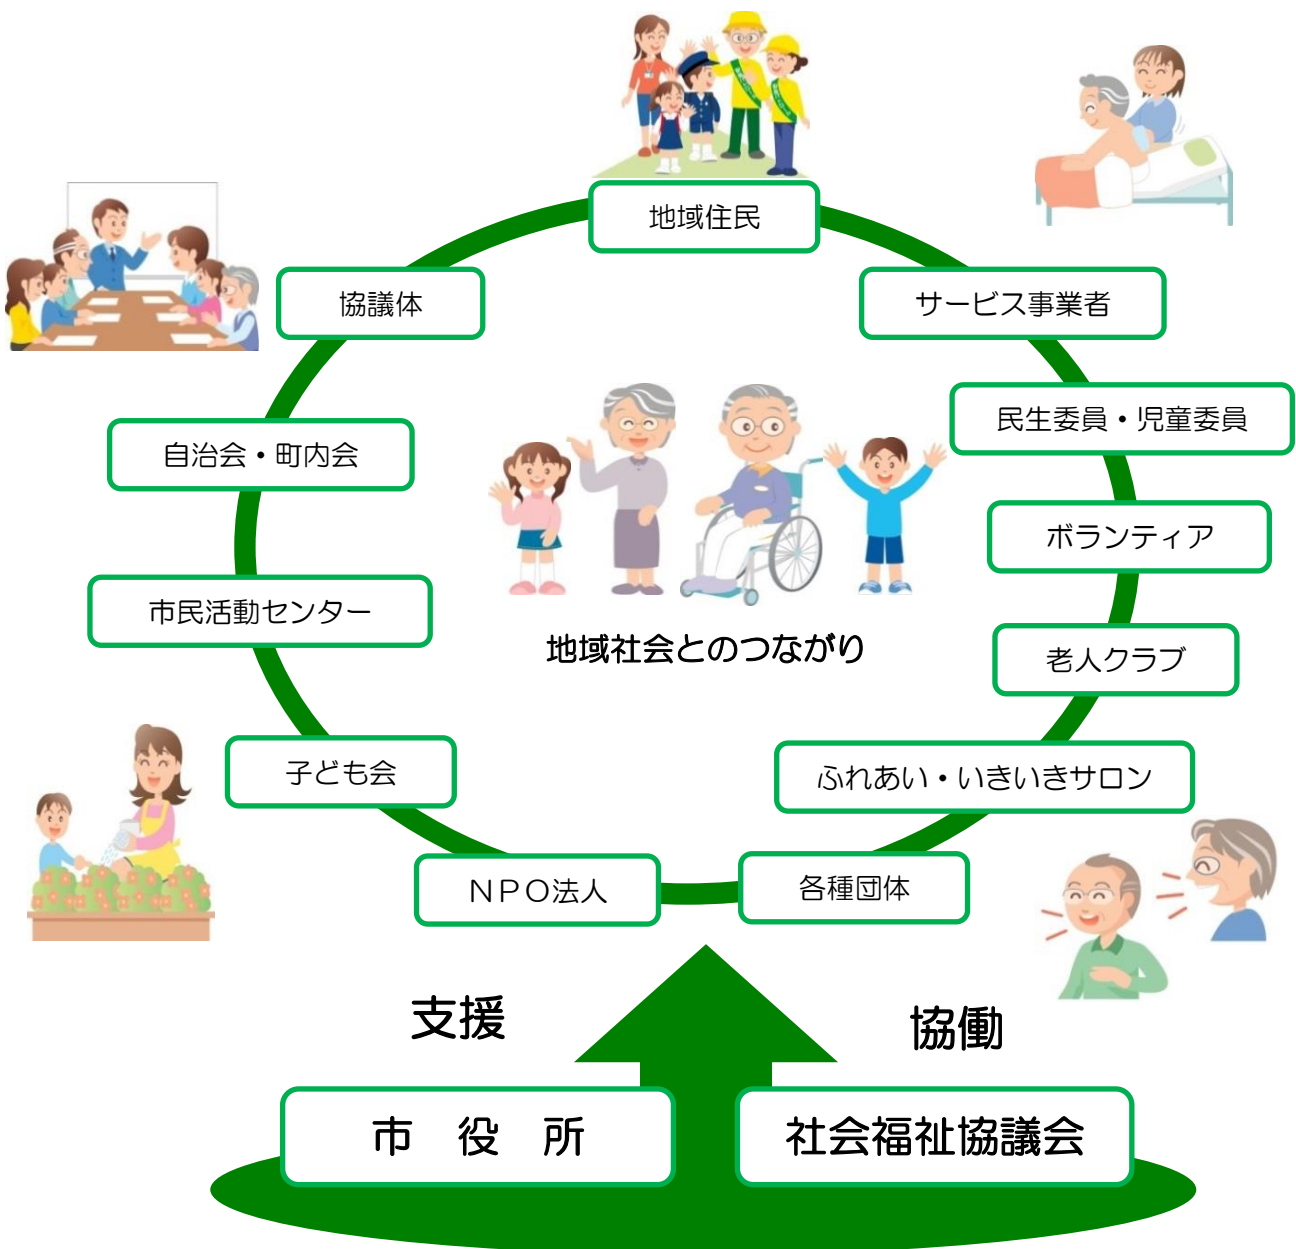 地域住民
協議体
サービス事業者
民生委員・児童委員
自治会・町内会
ボランティア
市民活動センター
地域社会とのつながり
老人クラブ
子ども会
ふれあい・いきいきサロン
NPO法人
各種団体
支援
協働
市　役　所
社会福祉協議会